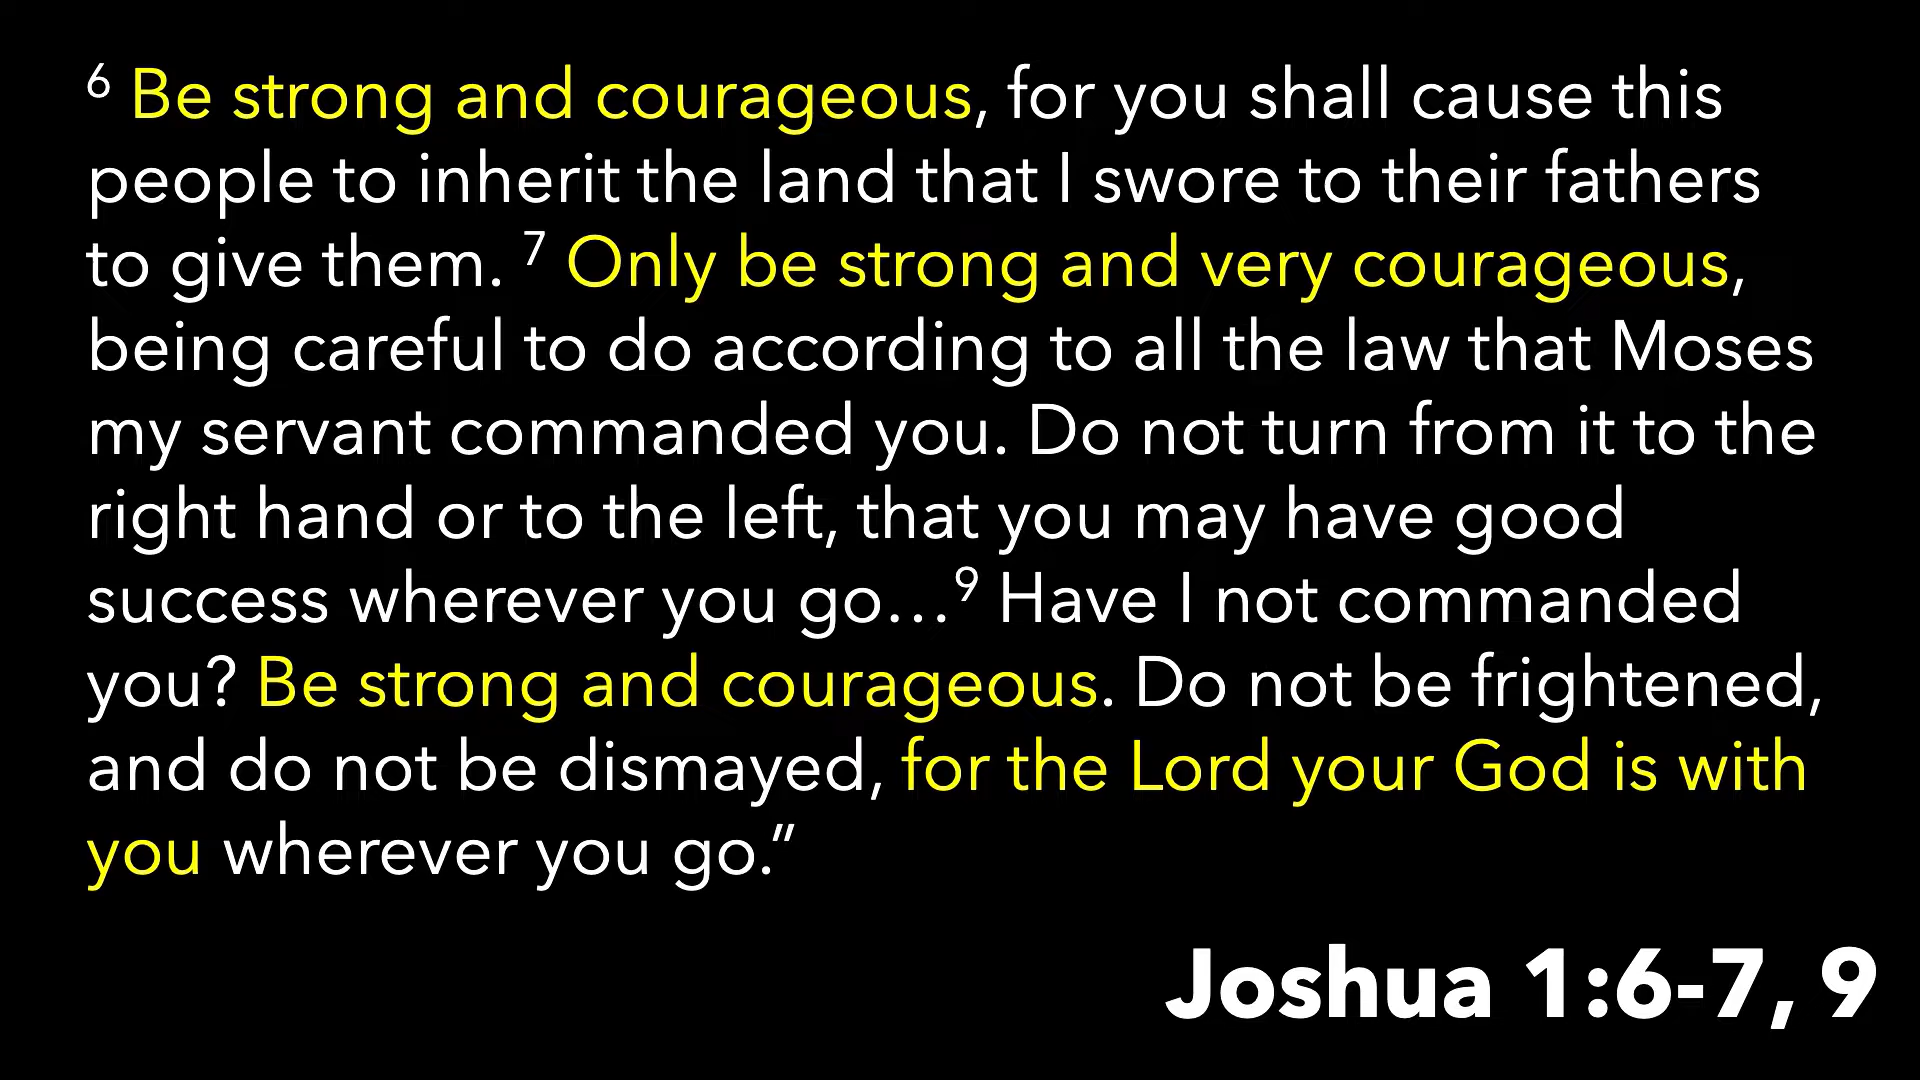 ⁶ Be strong and courageous, for you shall cause this
people to inherit the land that I swore to their fathers
to give them. ⁷ Only be strong and very courageous,
being careful to do according to all the law that Moses
my servant commanded you. Do not turn from it to the
right hand or to the left, that you may have good
success wherever you go…⁹ Have I not commanded
you? Be strong and courageous. Do not be frightened,
and do not be dismayed, for the Lord your God is with
you wherever you go.”
Joshua 1:6-7, 9